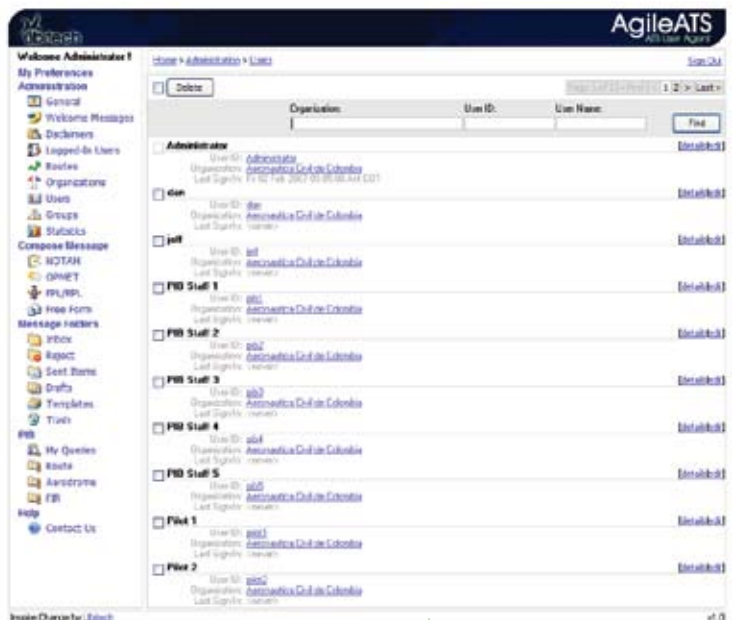 AgileATS
ATS User Agent
Welcome Administrator !
My Preferences
Administration
General
Welcome Messages
Disclaimers
Logged-In Users
Routes
Organizations
Users
Groups
Statistics
Compose Message
NOTAM
OPMET
FPL/RPL
Free Form
Message Folders
Inbox
Reject
Sent Items
Drafts
Templates
Trash
PIB
My Queries
Route
Aerodrome
FIR
Help
Contact Us
Home > Administration > Users
Sign Out
Delete
1 2 > Last »
Organization:
User ID:
User Name:
Find
Administrator
User ID: Administrator
Organization: Aeronautica Civil de Colombia
Last Sign-In: Fri 02 Feb 2007
dan
User ID: dan
Organization: Aeronautica Civil de Colombia
Last Sign-In: <never>
jeff
User ID: jeff
Organization: Aeronautica Civil de Colombia
Last Sign-In: <never>
PIB Staff 1
User ID: pib1
Organization: Aeronautica Civil de Colombia
Last Sign-In: <never>
PIB Staff 2
User ID: pib2
Organization: Aeronautica Civil de Colombia
Last Sign-In: <never>
PIB Staff 3
User ID: pib3
Organization: Aeronautica Civil de Colombia
Last Sign-In: <never>
PIB Staff 4
User ID: pib4
Organization: Aeronautica Civil de Colombia
Last Sign-In: <never>
PIB Staff 5
User ID: pib5
Organization: Aeronautica Civil de Colombia
Last Sign-In: <never>
Pilot 1
User ID: pilot1
Organization: Aeronautica Civil de Colombia
Last Sign-In: <never>
Pilot 2
User ID: pilot2
Organization: Aeronautica Civil de Colombia
Last Sign-In: <never>